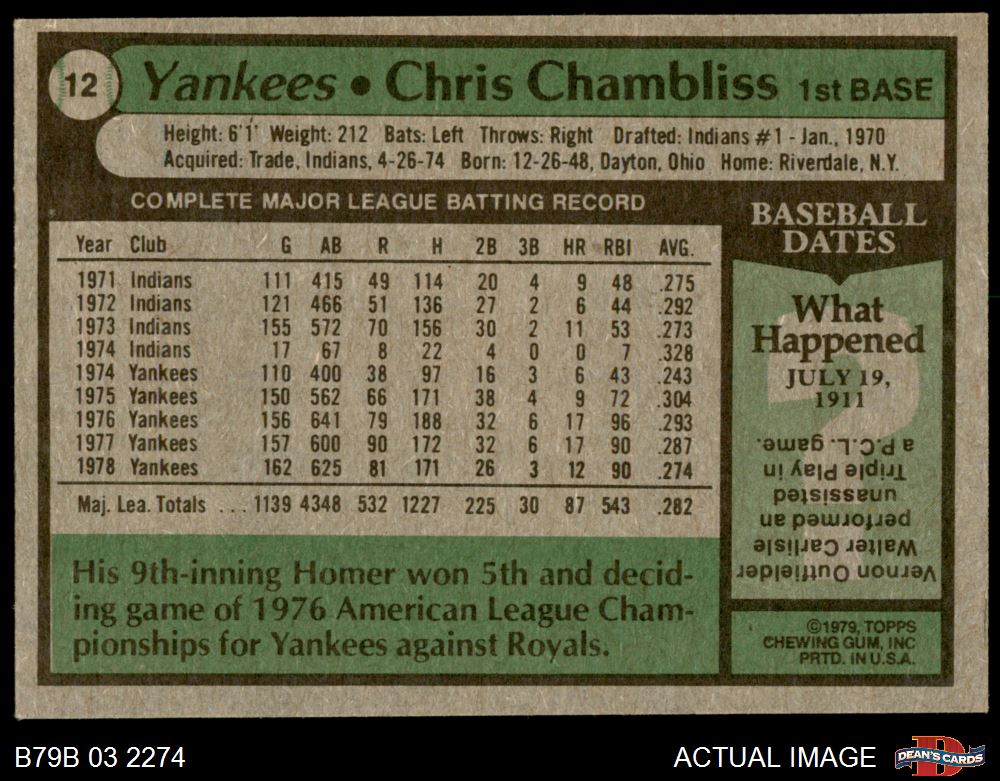 12 Yankees • Chris Chambliss 1st BASE
Height: 6'1" Weight: 212 Bats: Left Throws: Right Drafted: Indians #1 - Jan., 1970
Acquired: Trade, Indians, 4-26-74 Born: 12-26-48, Dayton, Ohio Home: Riverdale, N.Y.
COMPLETE MAJOR LEAGUE BATTING RECORD
Year Club G AB R H 2B 3B HR RBI AVG.
1971 Indians 111 415 49 114 20 4 9 48 .275
1972 Indians 121 466 51 136 27 2 6 44 .292
1973 Indians 155 572 70 156 30 2 11 53 .273
1974 Indians 17 67 8 22 4 0 0 7 .328
1974 Yankees 110 400 38 97 16 3 6 43 .243
1975 Yankees 150 562 66 171 38 4 9 72 .304
1976 Yankees 156 641 79 188 32 6 17 96 .293
1977 Yankees 157 600 90 172 32 6 17 90 .287
1978 Yankees 162 625 81 171 26 3 12 90 .274
Maj. Lea. Totals ... 1139 4348 532 1227 225 30 87 543 .282
His 9th-inning Homer won 5th and decid-
ing game of 1976 American League Cham-
pionships for Yankees against Royals.
BASEBALL
DATES
What
Happened
JULY 19,
1911
Vernon Outfielder
Walter Carlisle
performed an
unassisted
Triple Play in
a P.C.L. game.
©1979, TOPPS
CHEWING GUM, INC
PRTD. IN U.S.A.
B79B 03 2274
ACTUAL IMAGE
D
DEAN'S CARDS